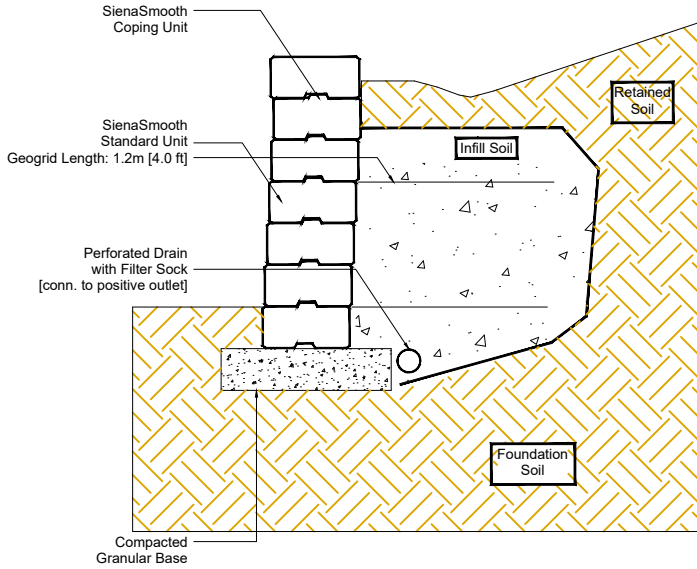 SienaSmooth
Coping Unit
Retained
Soil
SienaSmooth
Standard Unit
Geogrid Length: 1.2m [4.0 ft]
Infill Soil
Perforated Drain
with Filter Sock
[conn. to positive outlet]
Foundation
Soil
Compacted
Granular Base